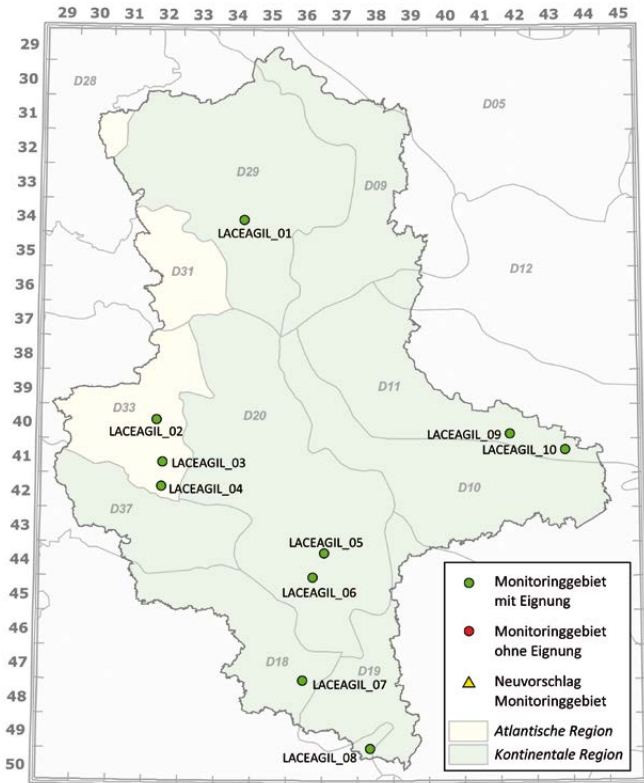 29 30 31 32 33 34 35 36 37 38 39 40 41 42 43 44 45
29
30
31
32
33
34
35
36
37
38
39
40
41
42
43
44
45
46
47
48
49
50
D28
D05
D29
D09
LACEAGIL_01
D31
D12
D11
D33
D20
LACEAGIL_02
LACEAGIL_09
LACEAGIL_10
LACEAGIL_03
LACEAGIL_04
D10
D37
LACEAGIL_05
LACEAGIL_06
D18
D19
LACEAGIL_07
LACEAGIL_08
Monitoringgebiet
mit Eignung
Monitoringgebiet
ohne Eignung
Neuvorschlag
Monitoringgebiet
Atlantische Region
Kontinentale Region